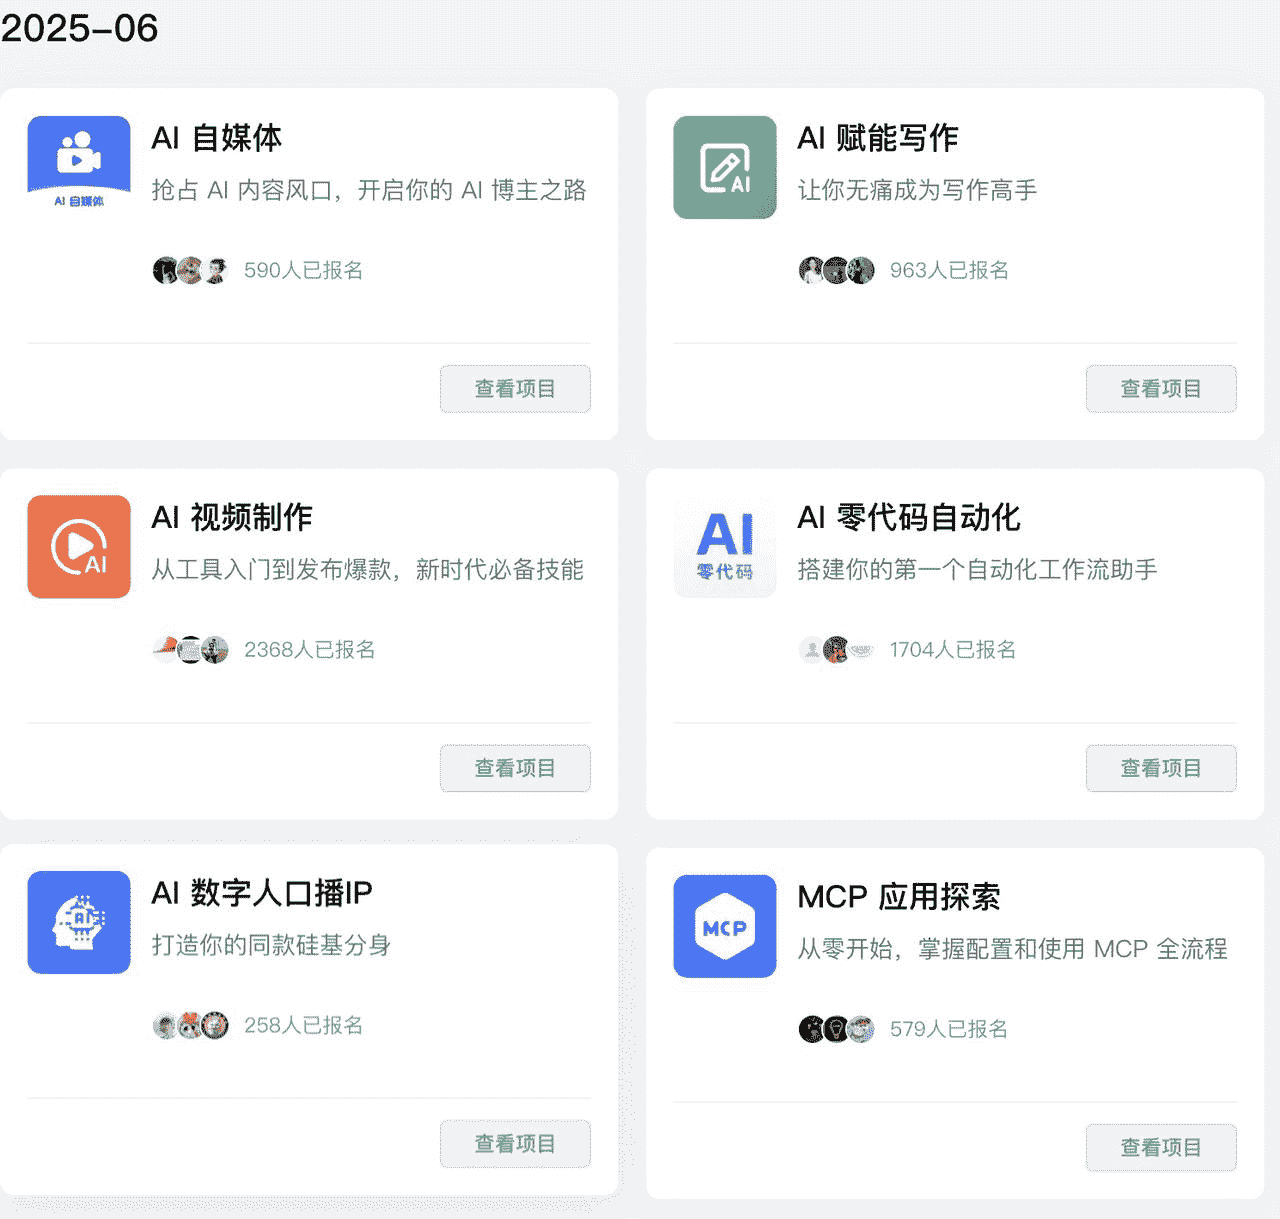 2025-06
AI 自媒体
抢占 AI 内容风口，开启你的 AI 博主之路
AI 自媒体
590人已报名
查看项目
AI 赋能写作
让你无痛成为写作高手
AI
963人已报名
查看项目
AI 视频制作
从工具入门到发布爆款，新时代必备技能
AI
2368人已报名
查看项目
AI 零代码自动化
搭建你的第一个自动化工作流助手
AI
零代码
1704人已报名
查看项目
AI 数字人口播IP
打造你的同款硅基分身
AI
258人已报名
查看项目
MCP 应用探索
从零开始，掌握配置和使用 MCP 全流程
MCP
579人已报名
查看项目